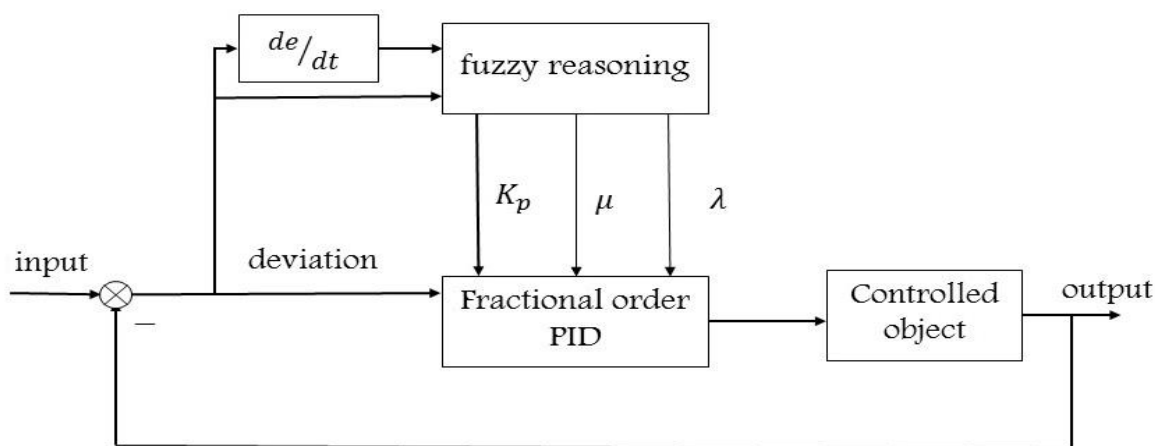 de/dt
fuzzy reasoning
K_p
μ
λ
input
deviation
−
Fractional order
PID
Controlled
object
output